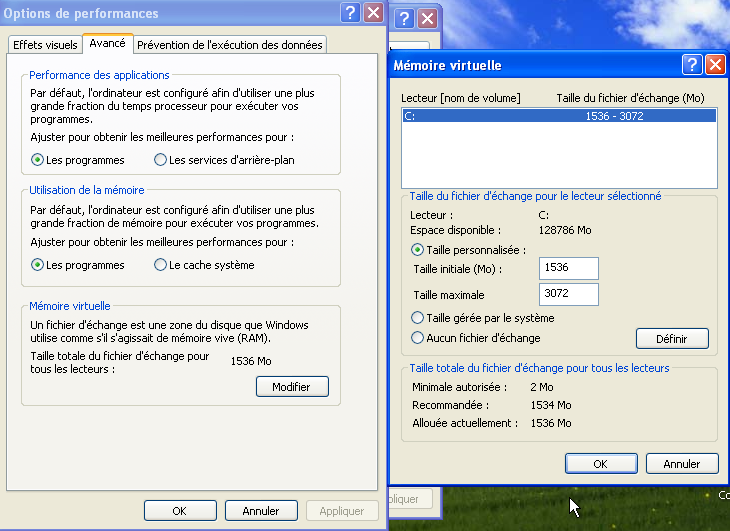 Options de performances
Effets visuels
Avancé
Prévention de l'exécution des données
Performance des applications
Par défaut, l'ordinateur est configuré afin d'utiliser une plus
grande fraction du temps processeur pour exécuter vos
programmes.
Ajuster pour obtenir les meilleures performances pour :
Les programmes
Les services d'arrière-plan
Utilisation de la mémoire
Par défaut, l'ordinateur est configuré afin d'utiliser une plus
grande fraction de mémoire pour exécuter vos programmes.
Ajuster pour obtenir les meilleures performances pour :
Les programmes
Le cache système
Mémoire virtuelle
Un fichier d'échange est une zone du disque que Windows
utilise comme s'il s'agissait de mémoire vive (RAM).
Taille totale du fichier d'échange pour
tous les lecteurs :
1536 Mo
Modifier
OK
Annuler
Appliquer
Mémoire virtuelle
Lecteur [nom de volume]
Taille du fichier d'échange (Mo)
C:
1536 - 3072
Taille du fichier d'échange pour le lecteur sélectionné
Lecteur :
C:
Espace disponible :
128786 Mo
Taille personnalisée :
Taille initiale (Mo) :
1536
Taille maximale
3072
Taille gérée par le système
Aucun fichier d'échange
Définir
Taille totale du fichier d'échange pour tous les lecteurs
Minimale autorisée :
2 Mo
Recommandée :
1534 Mo
Allouée actuellement :
1536 Mo
OK
Annuler
pliquer
Co